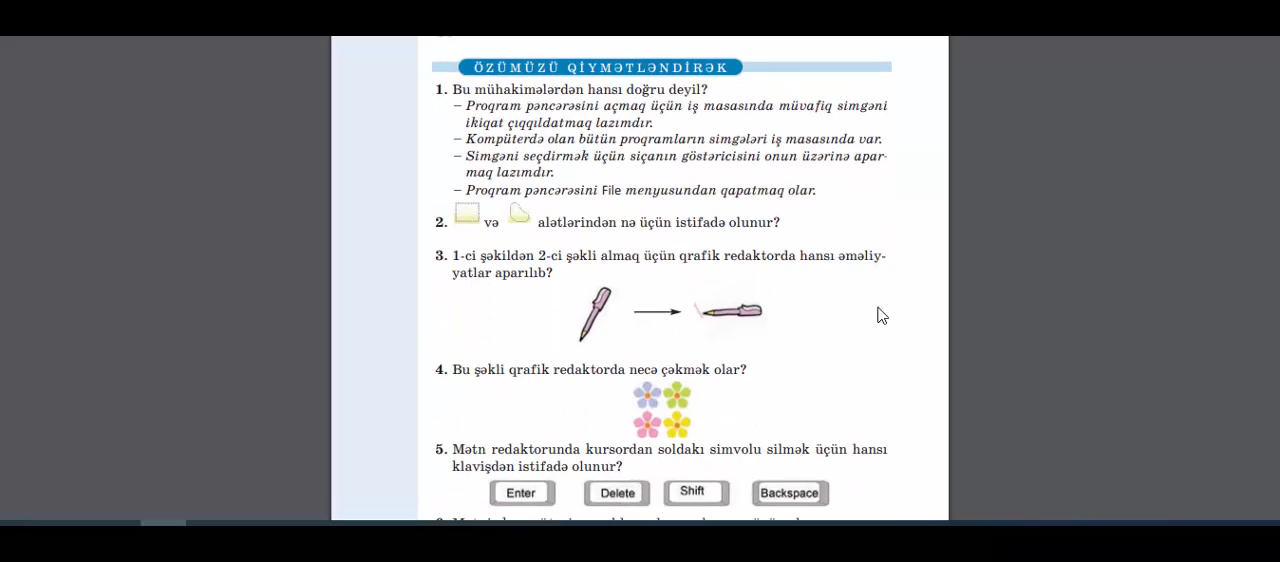 ÖZÜMÜZÜ QİYMƏTLƏNDİRƏK
1. Bu mühakimələrdən hansı doğru deyil?
– Proqram pəncərəsini açmaq üçün iş masasında müvafiq simgəni
ikiqat çıqqıldatmaq lazımdır.
– Kompüterdə olan bütün proqramların simgələri iş masasında var.
– Simgəni seçdirmək üçün siçanın göstəricisini onun üzərinə apar-
maq lazımdır.
– Proqram pəncərəsini File menyusundan qapatmaq olar.
2. və alətlərindən nə üçün istifadə olunur?
3. 1-ci şəkildən 2-ci şəkli almaq üçün qrafik redaktorda hansı əməliy-
yatlar aparılıb?
4. Bu şəkli qrafik redaktorda necə çəkmək olar?
5. Mətn redaktorunda kursordan soldakı simvolu silmək üçün hansı
klavişdən istifadə olunur?
Enter Delete Shift Backspace